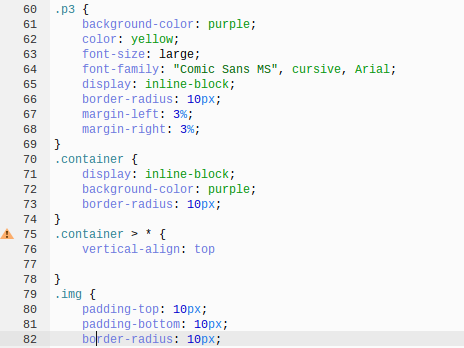 60 .p3 {
61 background-color: purple;
62 color: yellow;
63 font-size: large;
64 font-family: "Comic Sans MS", cursive, Arial;
65 display: inline-block;
66 border-radius: 10px;
67 margin-left: 3%;
68 margin-right: 3%;
69 }
70 .container {
71 display: inline-block;
72 background-color: purple;
73 border-radius: 10px;
74 }
75 .container > * {
76 vertical-align: top
77
78 }
79 .img {
80 padding-top: 10px;
81 padding-bottom: 10px;
82 border-radius: 10px;